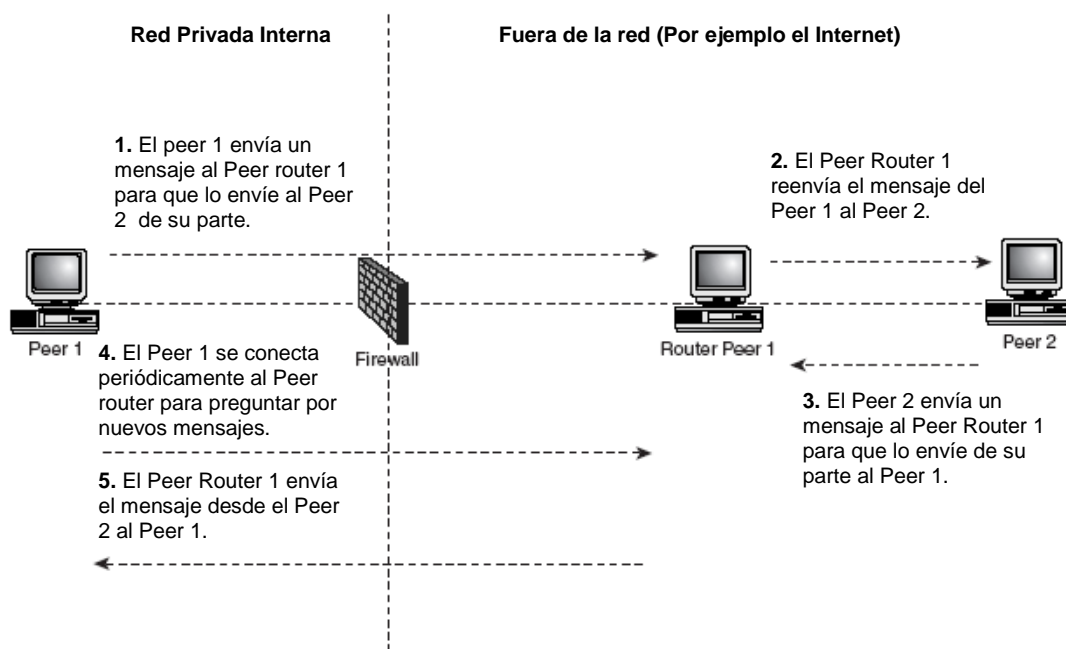 Red Privada Interna
Fuera de la red (Por ejemplo el Internet)
1. El peer 1 envía un
mensaje al Peer router 1
para que lo envíe al Peer
2 de su parte.
2. El Peer Router 1
reenvía el mensaje del
Peer 1 al Peer 2.
Peer 1
Firewall
Router Peer 1
Peer 2
4. El Peer 1 se conecta
periódicamente al Peer
router para preguntar por
nuevos mensajes.
3. El Peer 2 envía un
mensaje al Peer Router 1
para que lo envíe de su
parte al Peer 1.
5. El Peer Router 1 envía
el mensaje desde el Peer
2 al Peer 1.